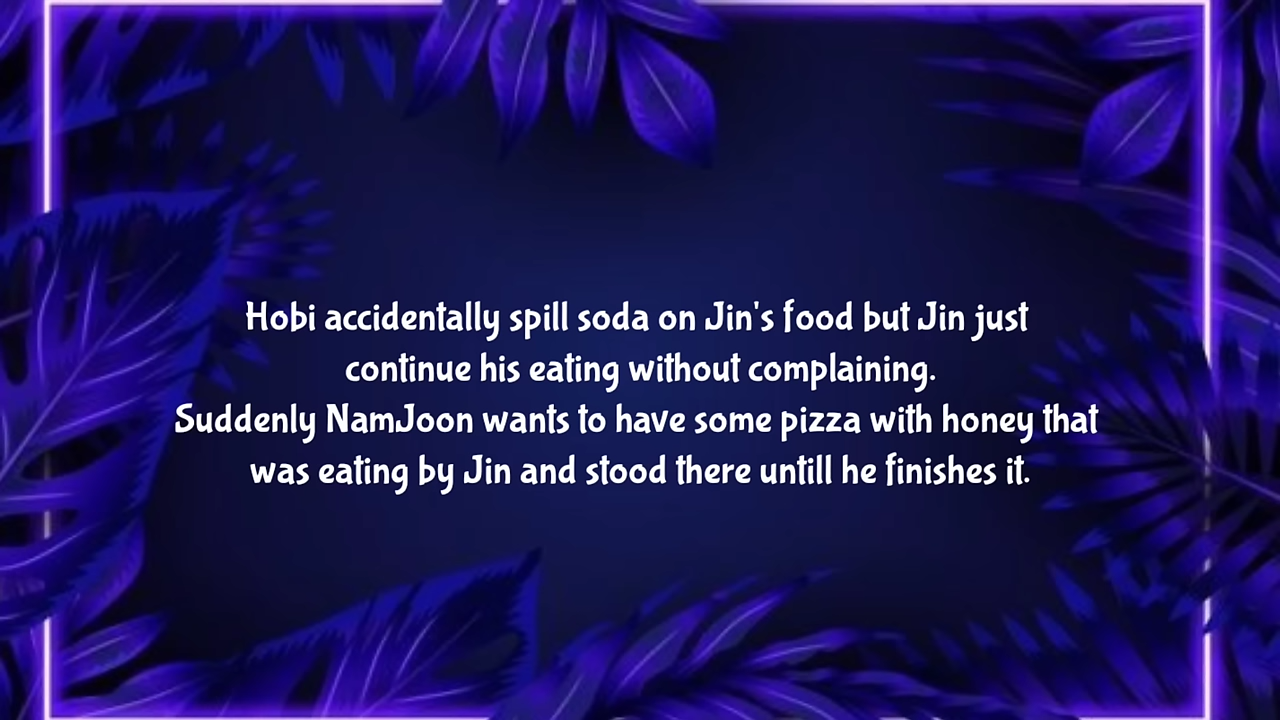 Hobi accidentally spill soda on Jin's food but Jin just
continue his eating without complaining.
Suddenly NamJoon wants to have some pizza with honey that
was eating by Jin and stood there untill he finishes it.